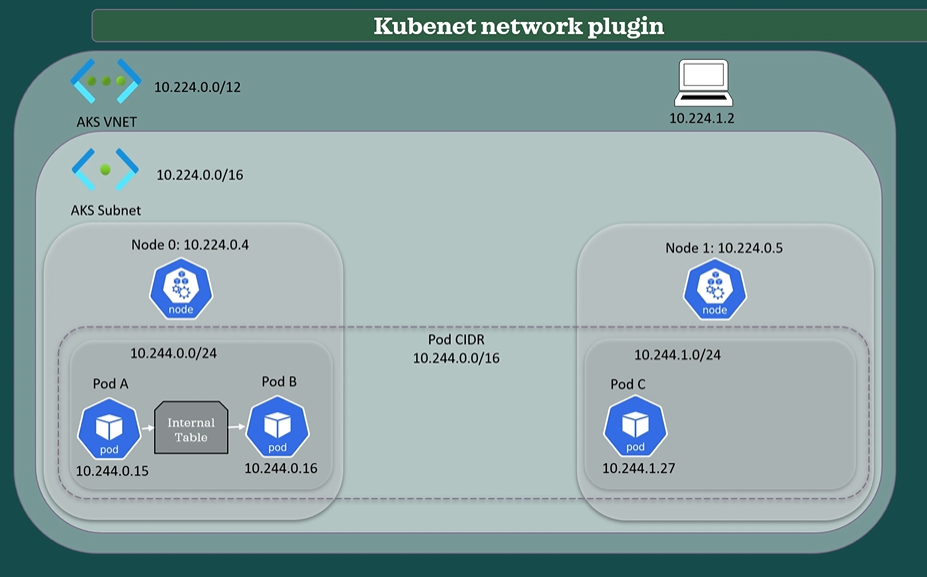 Kubenet network plugin
10.224.0.0/12
AKS VNET
10.224.1.2
10.224.0.0/16
AKS Subnet
Node 0: 10.224.0.4
node
Node 1: 10.224.0.5
node
Pod CIDR
10.244.0.0/16
10.244.0.0/24
Pod A
pod
10.244.0.15
Internal
Table
Pod B
pod
10.244.0.16
10.244.1.0/24
Pod C
pod
10.244.1.27